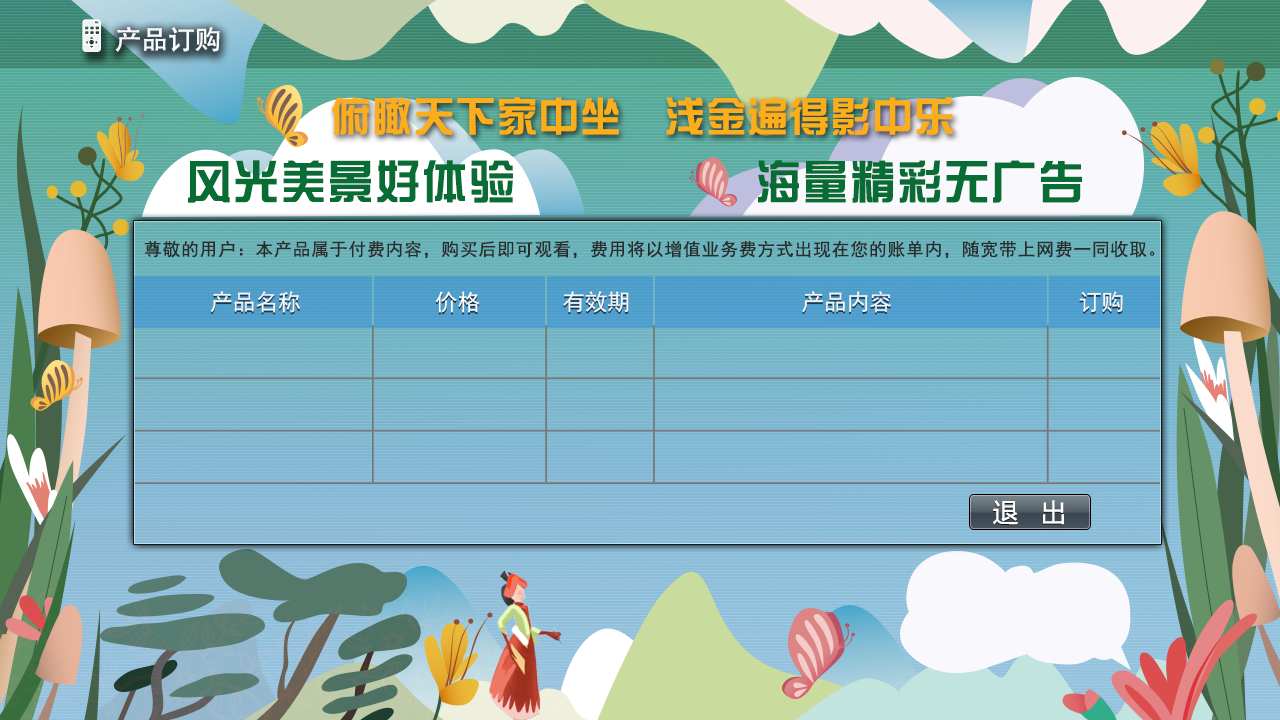 产品订购
俯瞰天下家中坐 浅金遍得影中乐
风光美景好体验 海量精彩无广告
尊敬的用户：本产品属于付费内容，购买后即可观看，费用将以增值业务费方式出现在您的账单内，随宽带上网费一同收取。
产品名称 价格 有效期 产品内容 订购
退 出